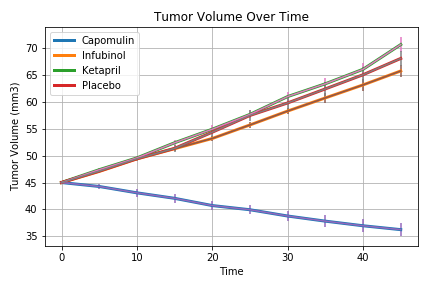 Tumor Volume Over Time
Tumor Volume (mm3)
70
65
60
55
50
45
40
35
Capomulin
Infubinol
Ketapril
Placebo
0
10
20
30
40
Time